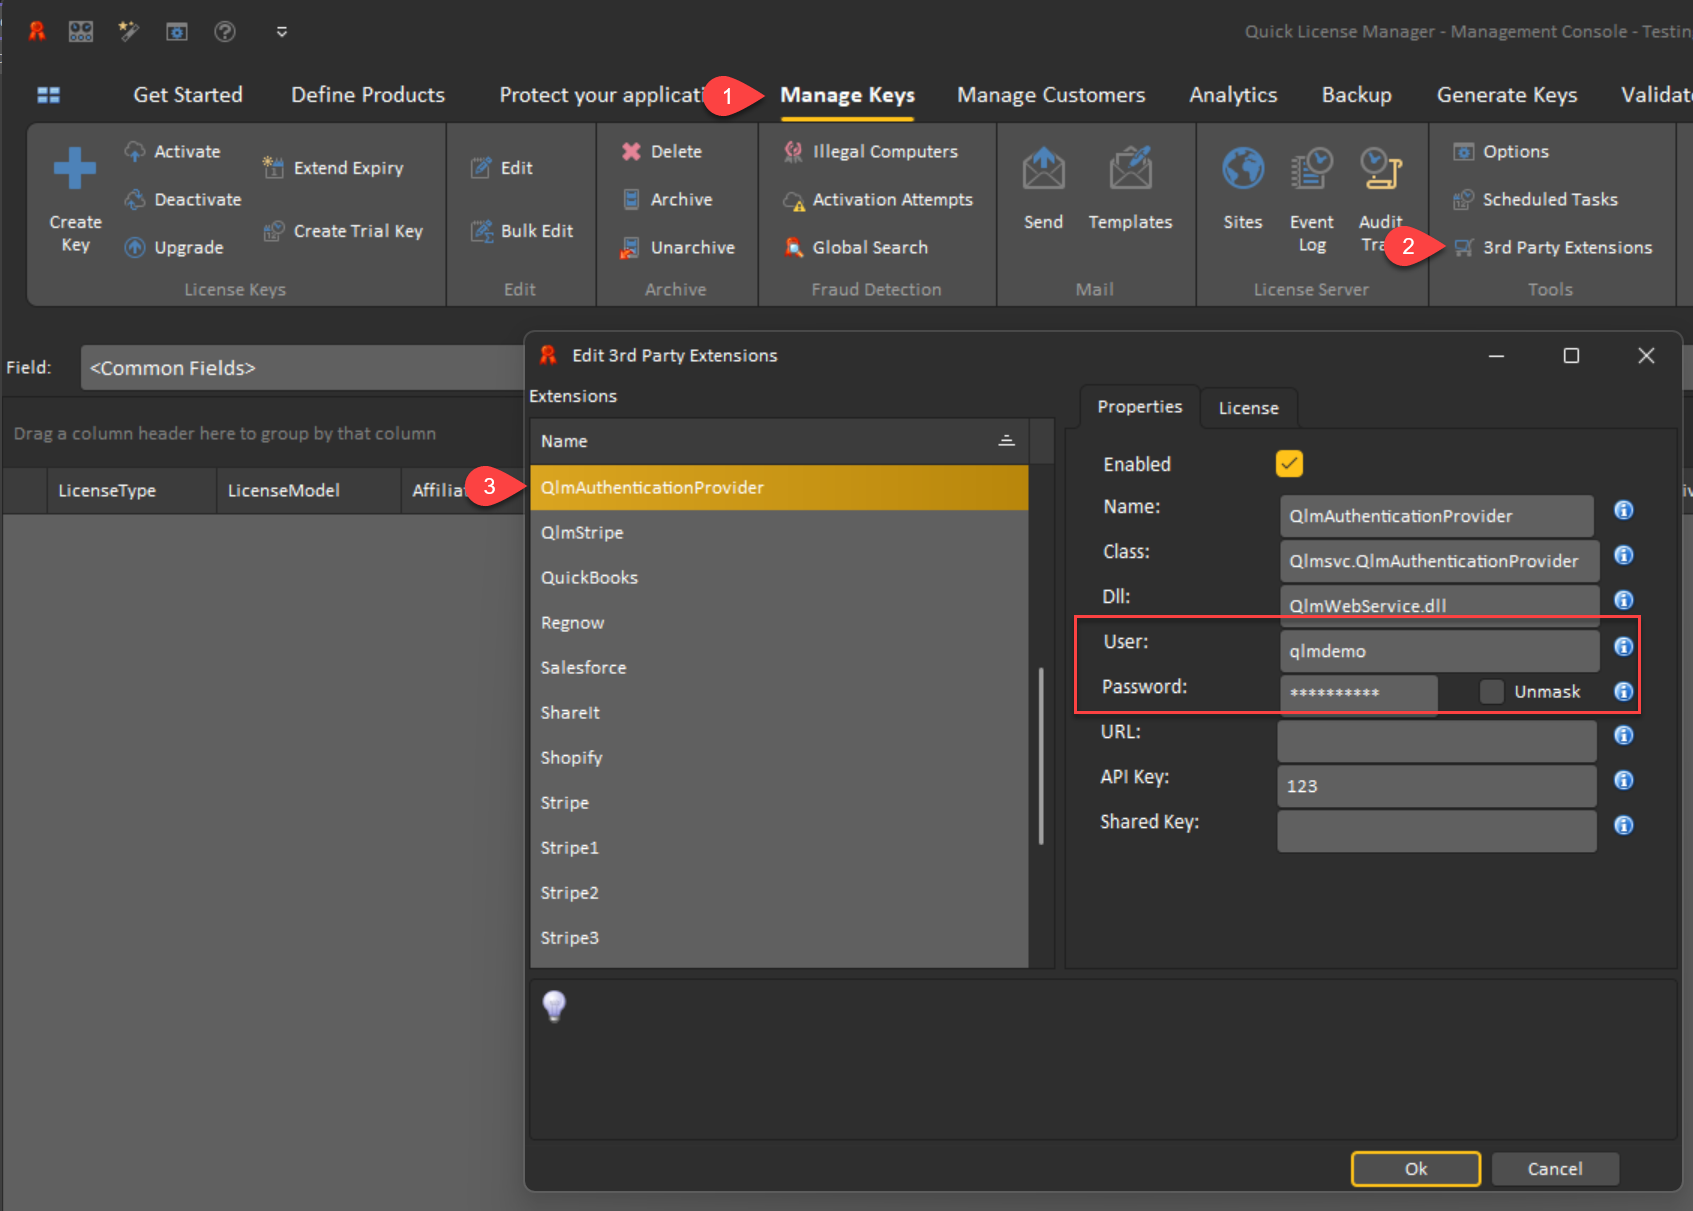 Quick License Manager - Management Console - Testin
Get Started
Define Products
Protect your applicati
1
Manage Keys
Manage Customers
Analytics
Backup
Generate Keys
Validat
Create Key
Activate
Deactivate
Upgrade
Extend Expiry
Create Trial Key
License Keys
Edit
Bulk Edit
Edit
Delete
Archive
Unarchive
Archive
Illegal Computers
Activation Attempts
Global Search
Fraud Detection
Send
Templates
Mail
Sites
Event Log
Audit Tra
License Server
2
Options
Scheduled Tasks
3rd Party Extensions
Tools
Field:
<Common Fields>
Drag a column header here to group by that column
LicenseType
LicenseModel
Affilia
3
Edit 3rd Party Extensions
Extensions
Name
QlmAuthenticationProvider
QlmStripe
QuickBooks
Regnow
Salesforce
ShareIt
Shopify
Stripe
Stripe1
Stripe2
Stripe3
Properties
License
Enabled
Name:
QlmAuthenticationProvider
Class:
Qlmsvc.QlmAuthenticationProvider
Dll:
QlmWebService.dll
User:
qlmdemo
Password:
**********
Unmask
URL:
API Key:
123
Shared Key:
Ok
Cancel